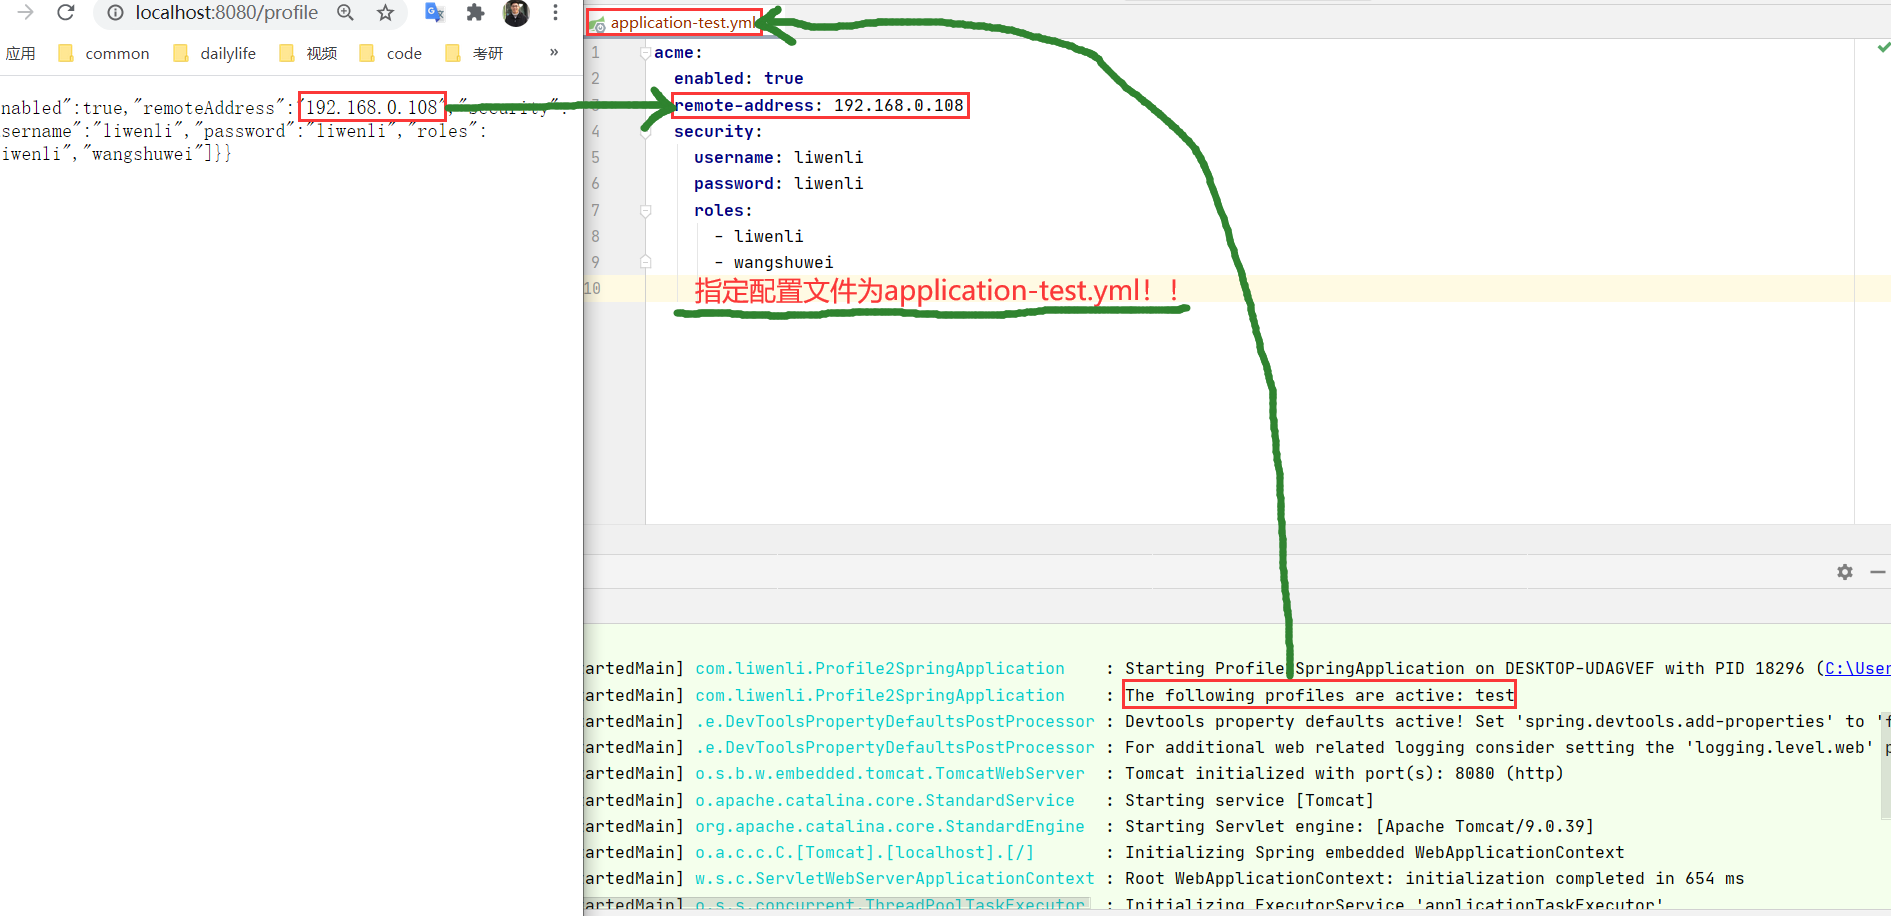 localhost:8080/profile
应用 common dailylife 视频 code 考研 »
nabled":true,"remoteAddress":"192.168.0.108","security":
sername":"liwenli","password":"liwenli","roles":
iwenli","wangshuwei"]}}
application-test.yml
1 acme:
2 enabled: true
3 remote-address: 192.168.0.108
4 security:
5 username: liwenli
6 password: liwenli
7 roles:
8 - liwenli
9 - wangshuwei
10 指定配置文件为application-test.yml！！
artedMain] com.liwenli.Profile2SpringApplication : Starting Profile2SpringApplication on DESKTOP-UDAGVEF with PID 18296 (C:\User
artedMain] com.liwenli.Profile2SpringApplication : The following profiles are active: test
artedMain] .e.DevToolsPropertyDefaultsPostProcessor : Devtools property defaults active! Set 'spring.devtools.add-properties' to 'f
artedMain] .e.DevToolsPropertyDefaultsPostProcessor : For additional web related logging consider setting the 'logging.level.web' p
artedMain] o.s.b.w.embedded.tomcat.TomcatWebServer : Tomcat initialized with port(s): 8080 (http)
artedMain] o.apache.catalina.core.StandardService : Starting service [Tomcat]
artedMain] org.apache.catalina.core.StandardEngine : Starting Servlet engine: [Apache Tomcat/9.0.39]
artedMain] o.a.c.c.C.[Tomcat].[localhost].[/] : Initializing Spring embedded WebApplicationContext
artedMain] w.s.c.ServletWebServerApplicationContext : Root WebApplicationContext: initialization completed in 654 ms
artedMain] o.s.s.concurrent.ThreadPoolTaskExecutor : Initializing ExecutorService 'applicationTaskExecutor'